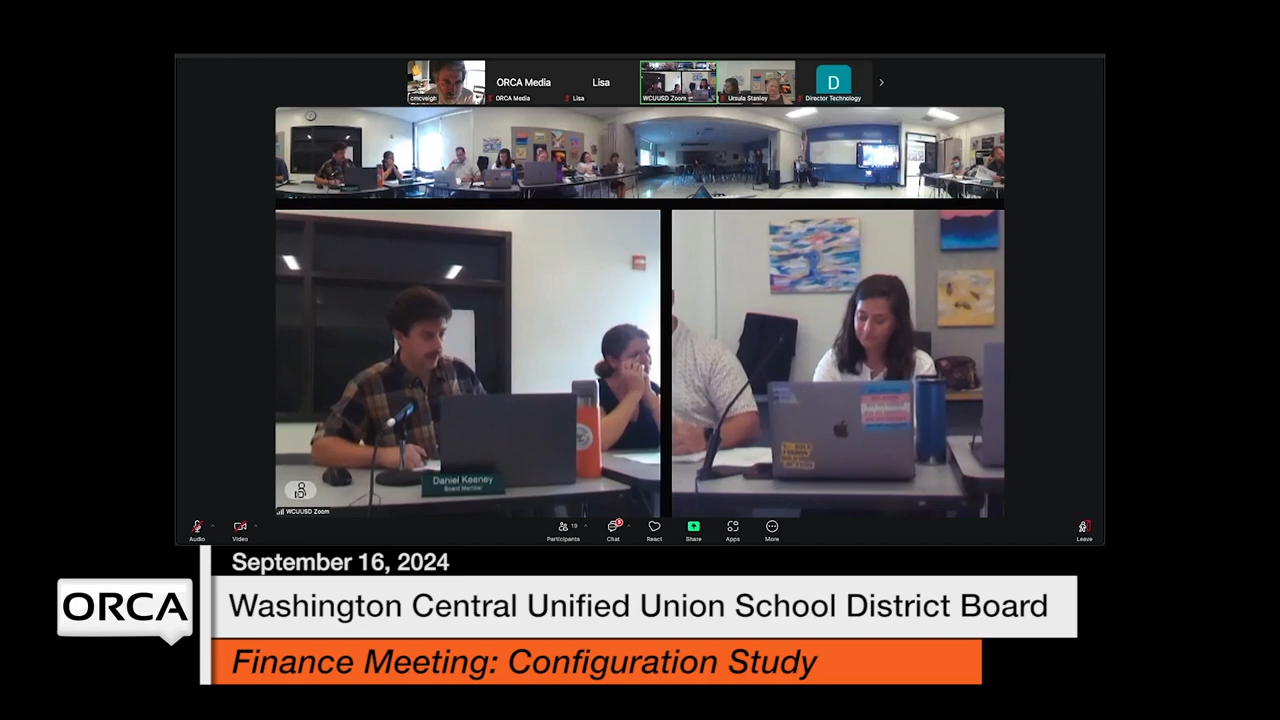 ORCA Media
Lisa
D
cmcveigh
ORCA Media
Lisa
WCUUSD Zoom
Ursula Stanley
Director Technology
Daniel Keeney
Board Member
WCUUSD Zoom
Audio
Video
19
Participants
Chat
React
Share
Apps
More
Leave
September 16, 2024
ORCA
Washington Central Unified Union School District Board
Finance Meeting: Configuration Study